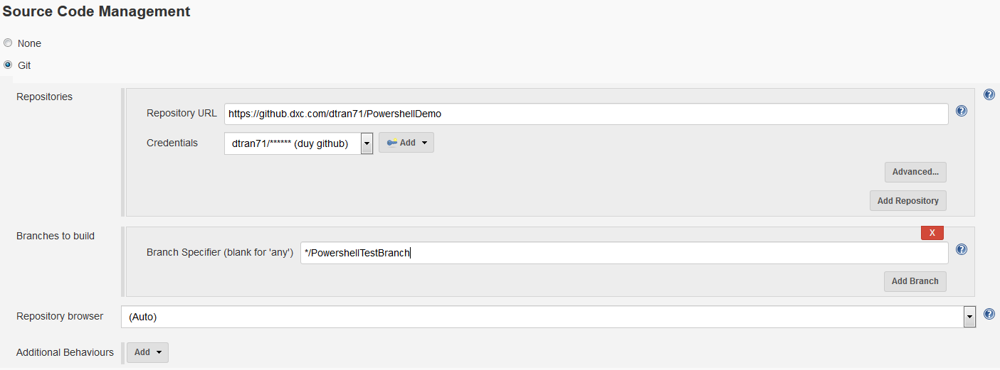 Source Code Management
None
Git
Repositories
Repository URL https://github.dxc.com/dtran71/PowershellDemo ?
?
Credentials dtran71/****** (duy github) Add
Advanced...
Add Repository
Branches to build
X
Branch Specifier (blank for 'any') */PowershellTestBranch ?
Add Branch
Repository browser (Auto) ?
Additional Behaviours Add